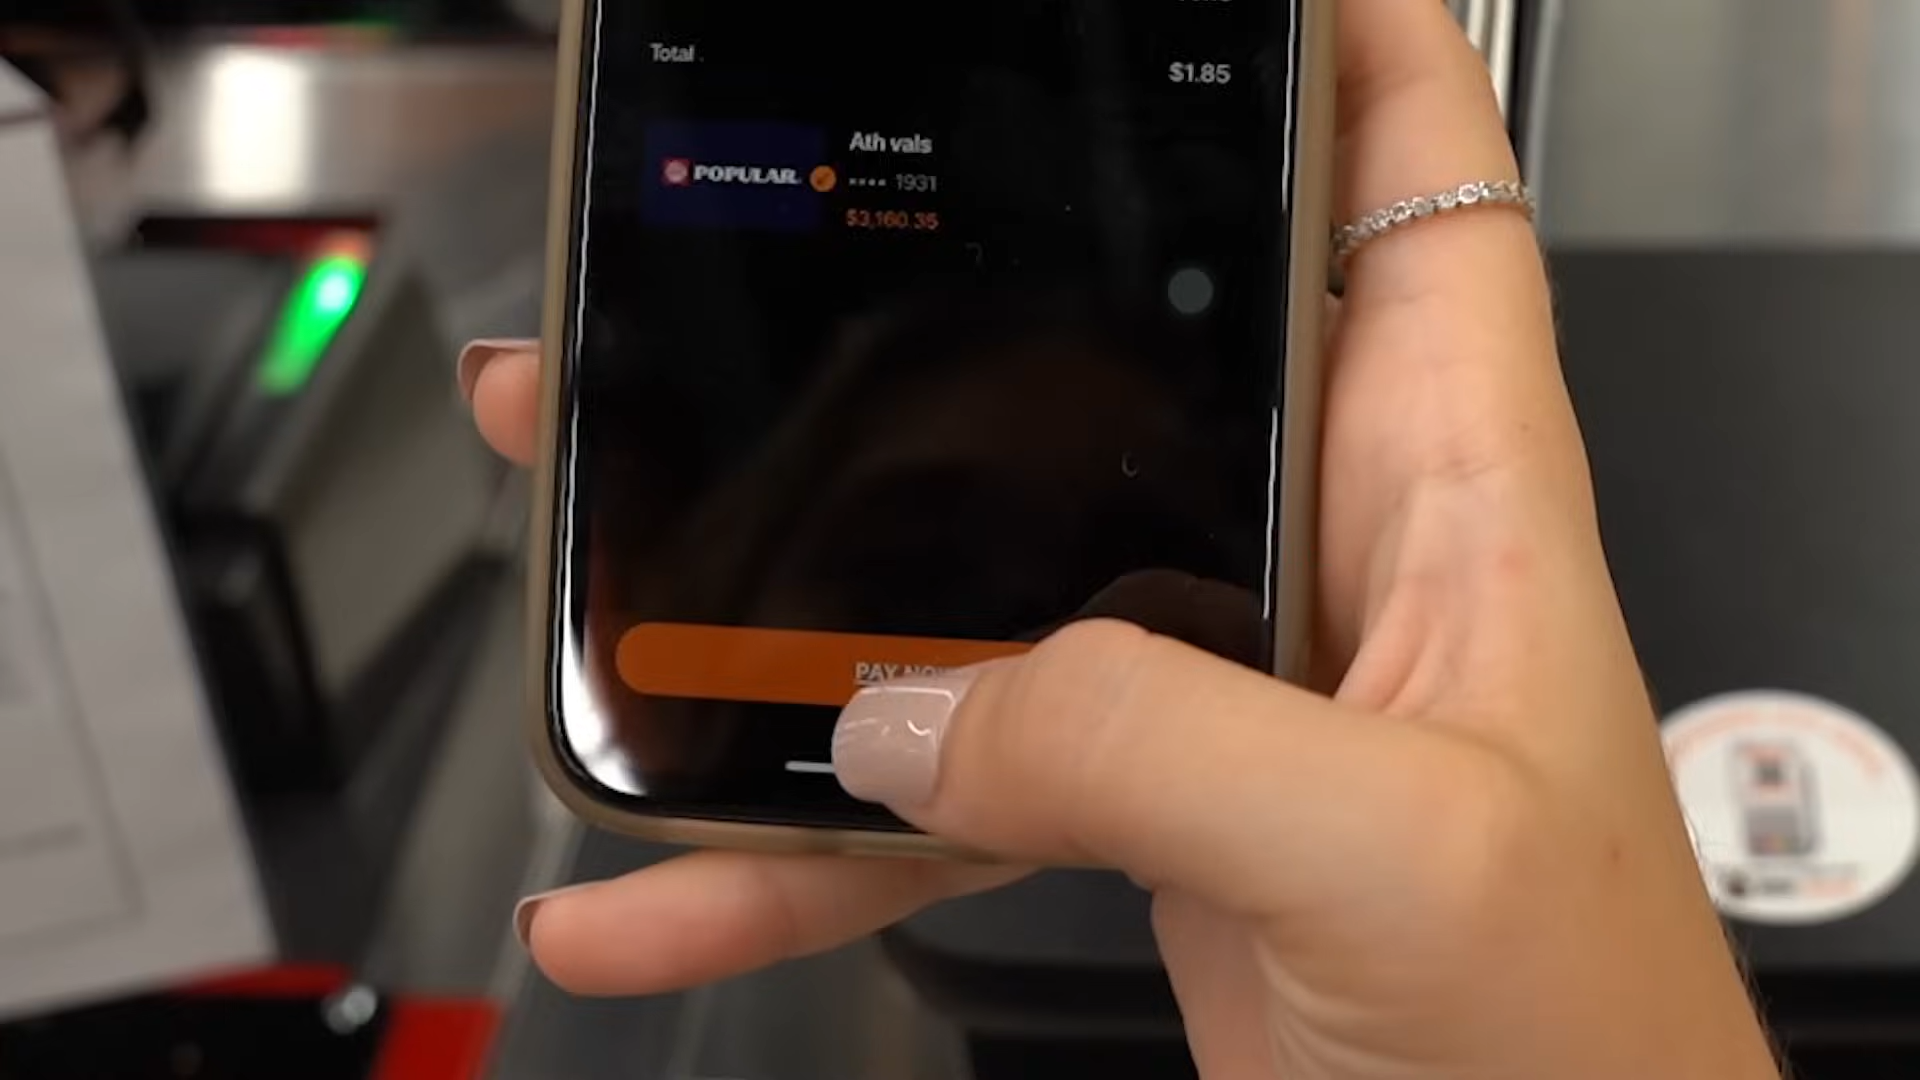 Total
$1.85
POPULAR
Ath vals
•••• 1931
$3,160.35
PAY NOW